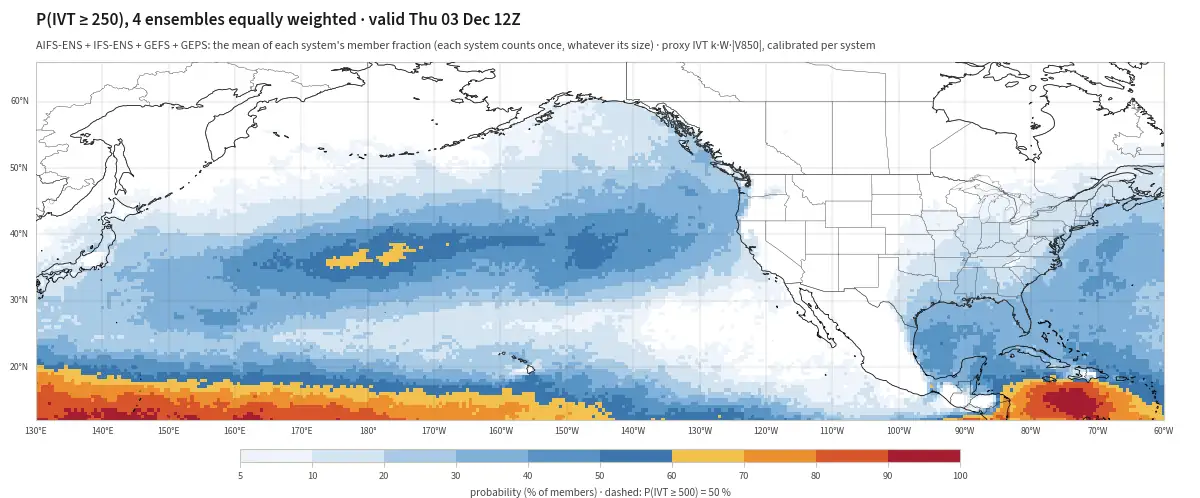 P(IVT ≥ 250), 4 ensembles equally weighted · valid Thu 03 Dec 12Z
AIFS-ENS + IFS-ENS + GEFS + GEPS: the mean of each system's member fraction (each system counts once, whatever its size) · proxy IVT k·W·|V850|, calibrated per system
60°N
50°N
40°N
30°N
20°N
130°E 140°E 150°E 160°E 170°E 180° 170°W 160°W 150°W 140°W 130°W 120°W 110°W 100°W 90°W 80°W 70°W 60°W
5 10 20 30 40 50 60 70 80 90 100
probability (% of members) · dashed: P(IVT ≥ 500) = 50 %